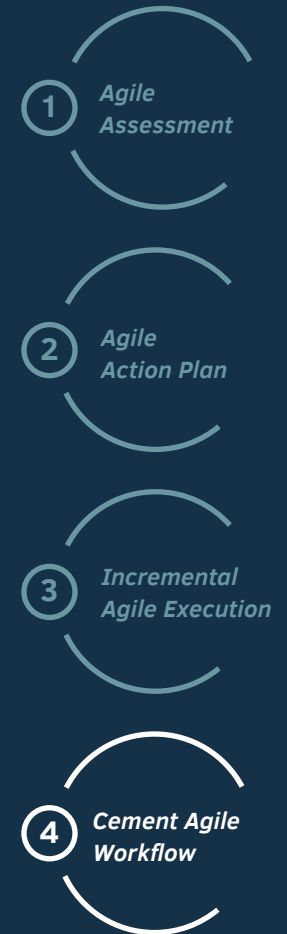 1
Agile
Assessment
2
Agile
Action Plan
3
Incremental
Agile Execution
4
Cement Agile
Workflow